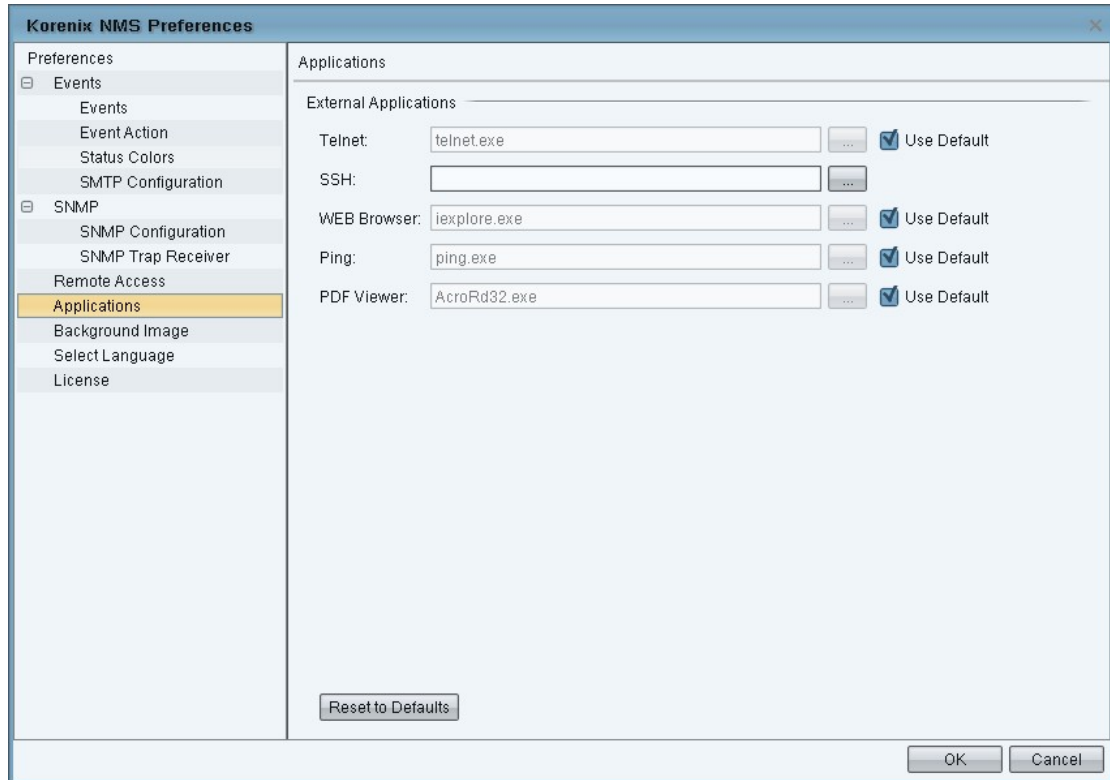 Korenix NMS Preferences
Preferences
Events
Events
Event Action
Status Colors
SMTP Configuration
SNMP
SNMP Configuration
SNMP Trap Receiver
Remote Access
Applications
Background Image
Select Language
License
Applications
External Applications
Telnet: telnet.exe ... Use Default
SSH: ...
WEB Browser: iexplore.exe ... Use Default
Ping: ping.exe ... Use Default
PDF Viewer: AcroRd32.exe ... Use Default
Reset to Defaults
OK Cancel